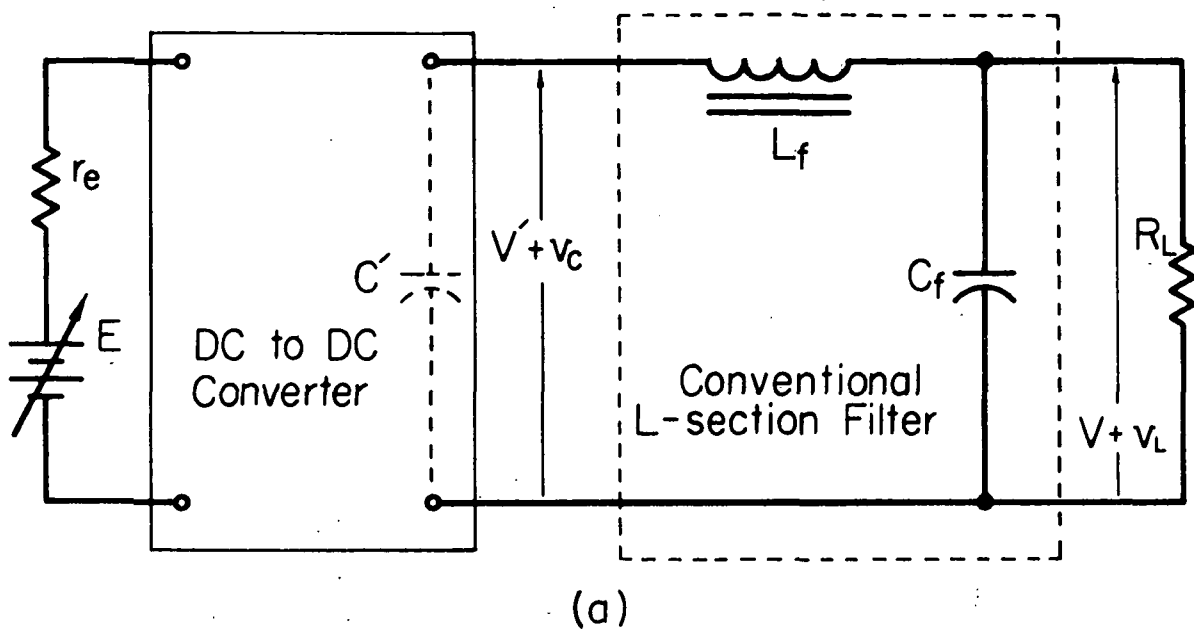 r_e
E
DC to DC
Converter
C′
V′ + v_C
L_f
C_f
Conventional
L-section Filter
R_L
V + v_L
(a)